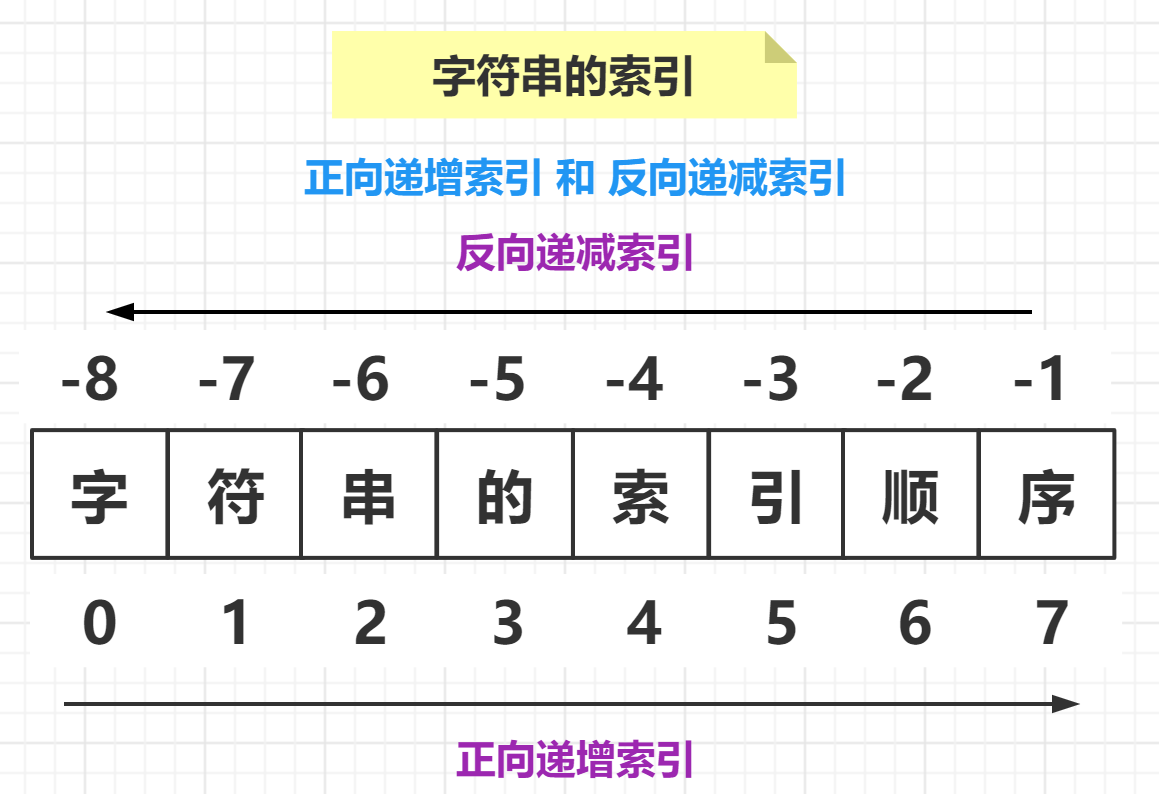 字符串的索引
正向递增索引 和 反向递减索引
反向递减索引
-8 -7 -6 -5 -4 -3 -2 -1
字 符 串 的 索 引 顺 序
0 1 2 3 4 5 6 7
正向递增索引